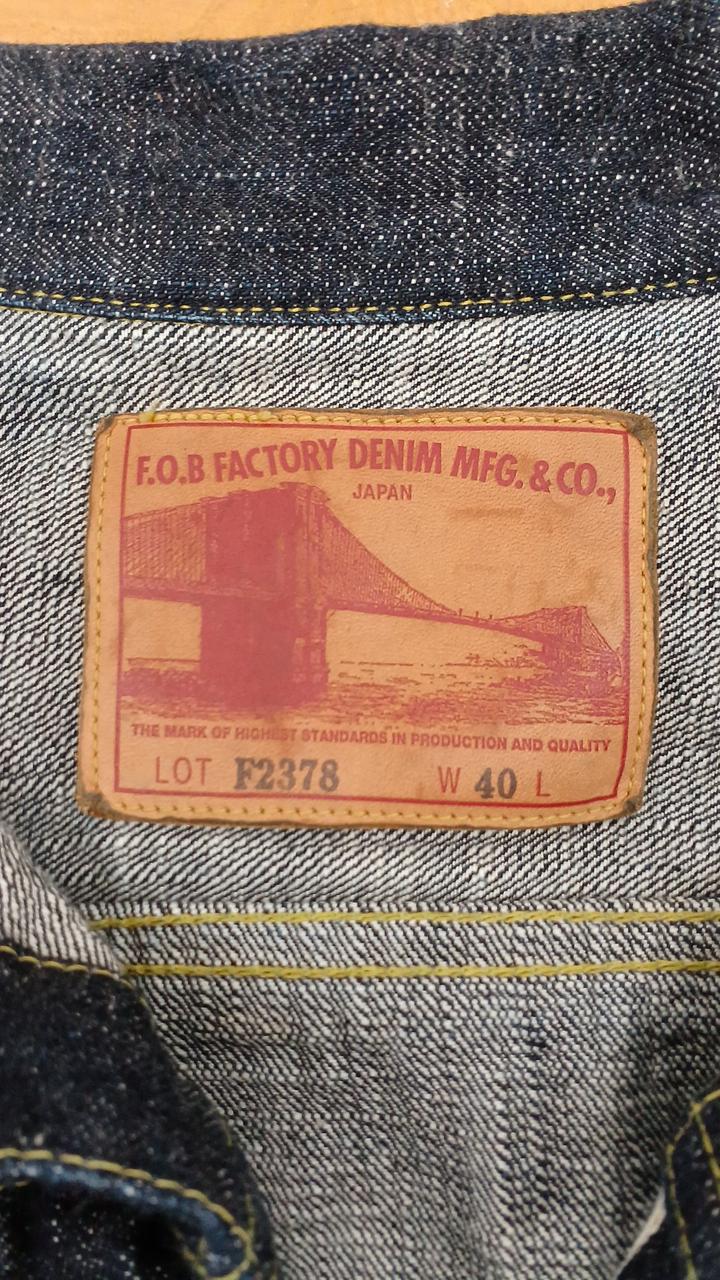 F.O.B FACTORY DENIM MFG. & CO.,
JAPAN
THE MARK OF HIGHEST STANDARDS IN PRODUCTION AND QUALITY
LOT F2378 W 40 L